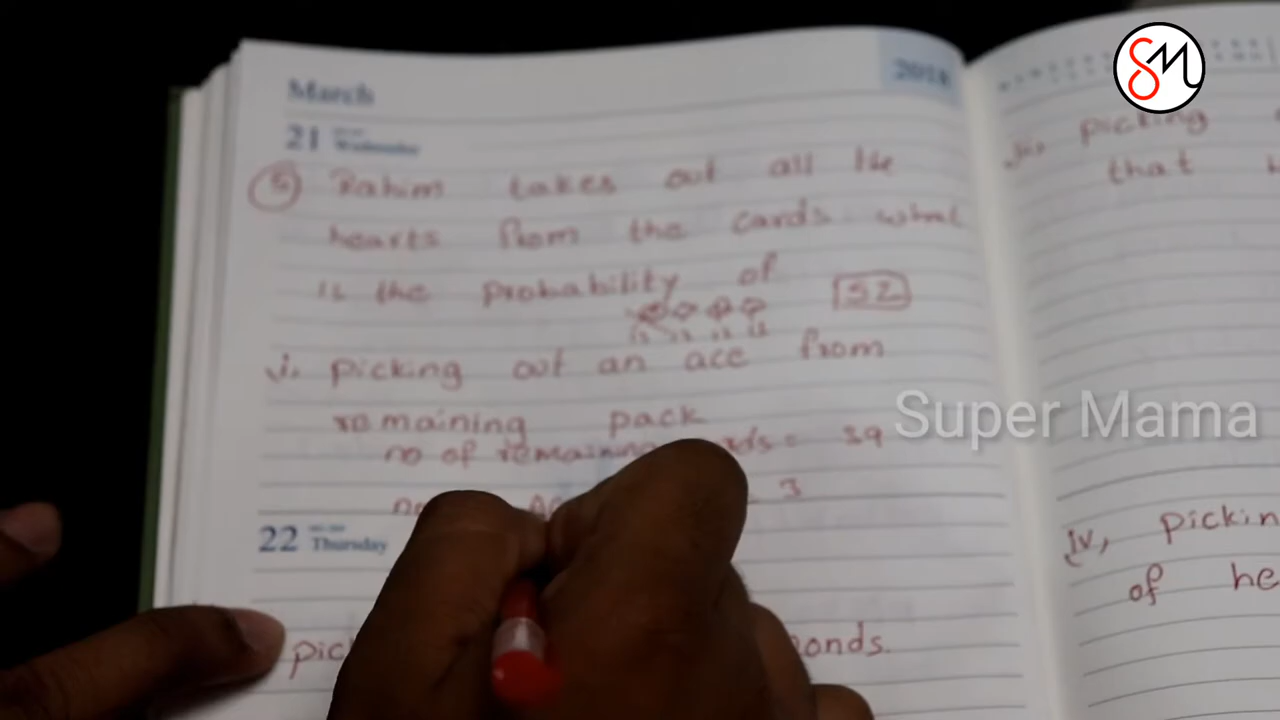 SM
March
2018
21 Wednesday
5 Rahim takes out all the
hearts from the cards what
is the probability of
52
i, picking out an ace from
remaining pack
no of remaining = 39
3
22 Thursday
onds.
picking
that
iv, pickin
of he
Super Mama